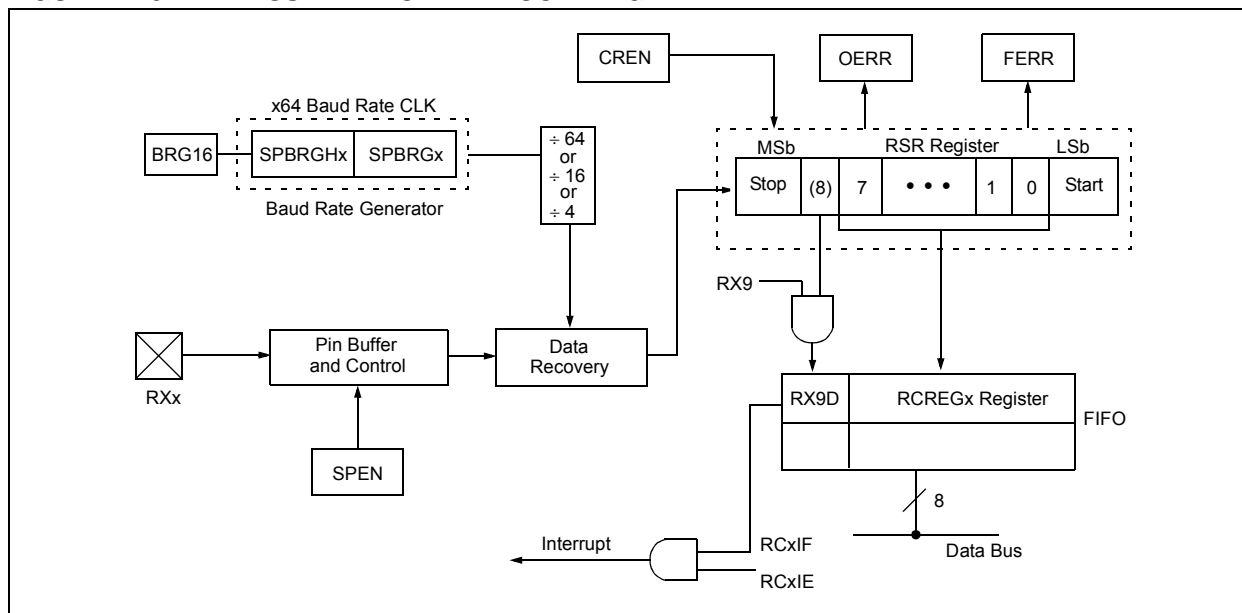 CREN
OERR
FERR
x64 Baud Rate CLK
BRG16
SPBRGHx
SPBRGx
Baud Rate Generator
÷ 64
or
÷ 16
or
÷ 4
MSb
RSR Register
LSb
Stop
(8)
7
• • •
1
0
Start
RX9
RXx
Pin Buffer
and Control
Data
Recovery
SPEN
RX9D
RCREGx Register
FIFO
8
Data Bus
Interrupt
RCxIF
RCxIE